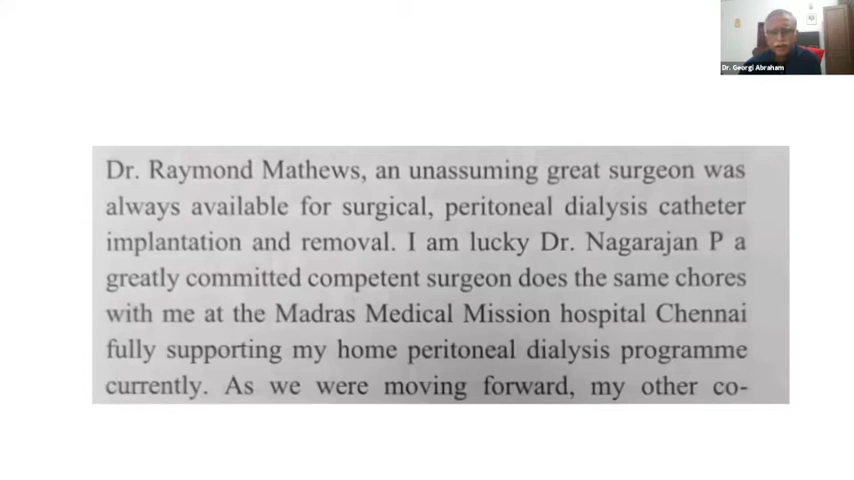 Dr. Georgi Abraham
Dr. Raymond Mathews, an unassuming great surgeon was
always available for surgical, peritoneal dialysis catheter
implantation and removal. I am lucky Dr. Nagarajan P a
greatly committed competent surgeon does the same chores
with me at the Madras Medical Mission hospital Chennai
fully supporting my home peritoneal dialysis programme
currently. As we were moving forward, my other co-